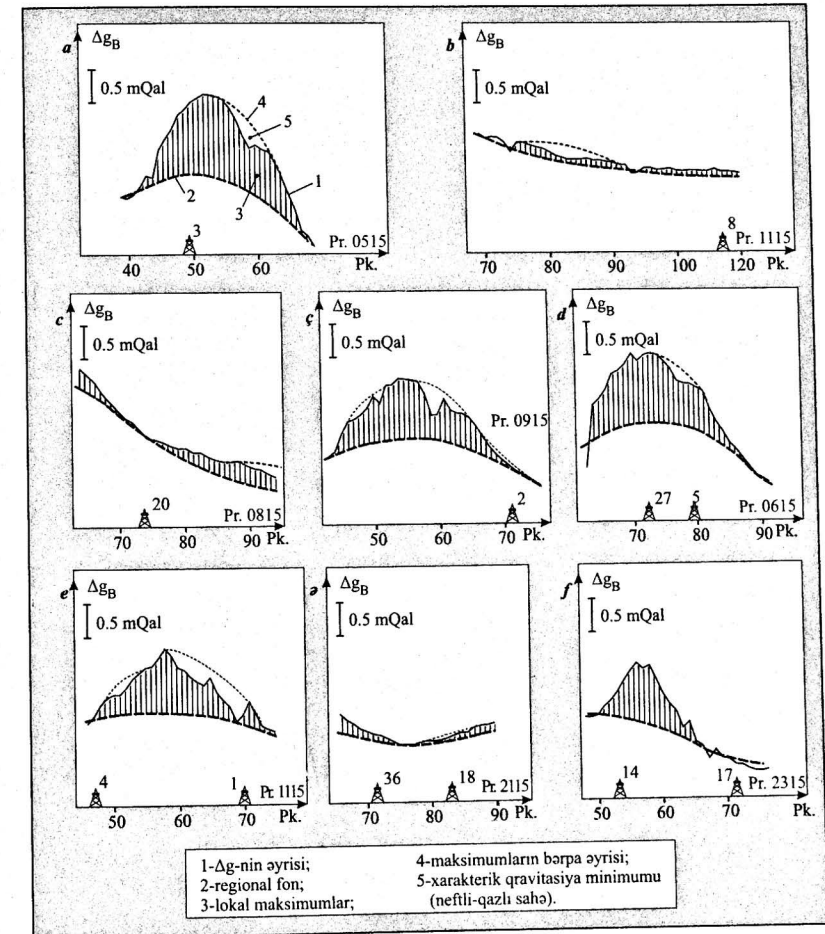 a Δg_B
0.5 mQal
4
5
1
2
3
3
Pr. 0515
40 50 60 Pk.
b Δg_B
0.5 mQal
8
Pr. 1115
70 80 90 100 110 120 Pk.
c Δg_B
0.5 mQal
20
Pr. 0815
70 80 90 Pk.
ç Δg_B
0.5 mQal
Pr. 0915
2
50 60 70 Pk.
d Δg_B
0.5 mQal
27 5
Pr. 0615
70 80 90 Pk.
e Δg_B
0.5 mQal
4 1
Pr. 1115
50 60 70 Pk.
ə Δg_B
0.5 mQal
36 18
Pr. 2115
70 80 90 Pk.
f Δg_B
0.5 mQal
14 17
Pr. 2315
50 60 70 Pk.
1-Δg-nin əyrisi;
2-regional fon;
3-lokal maksimumlar;
4-maksimumların bərpa əyrisi;
5-xarakterik qravitasiya minimumu
(neftli-qazlı sahə).